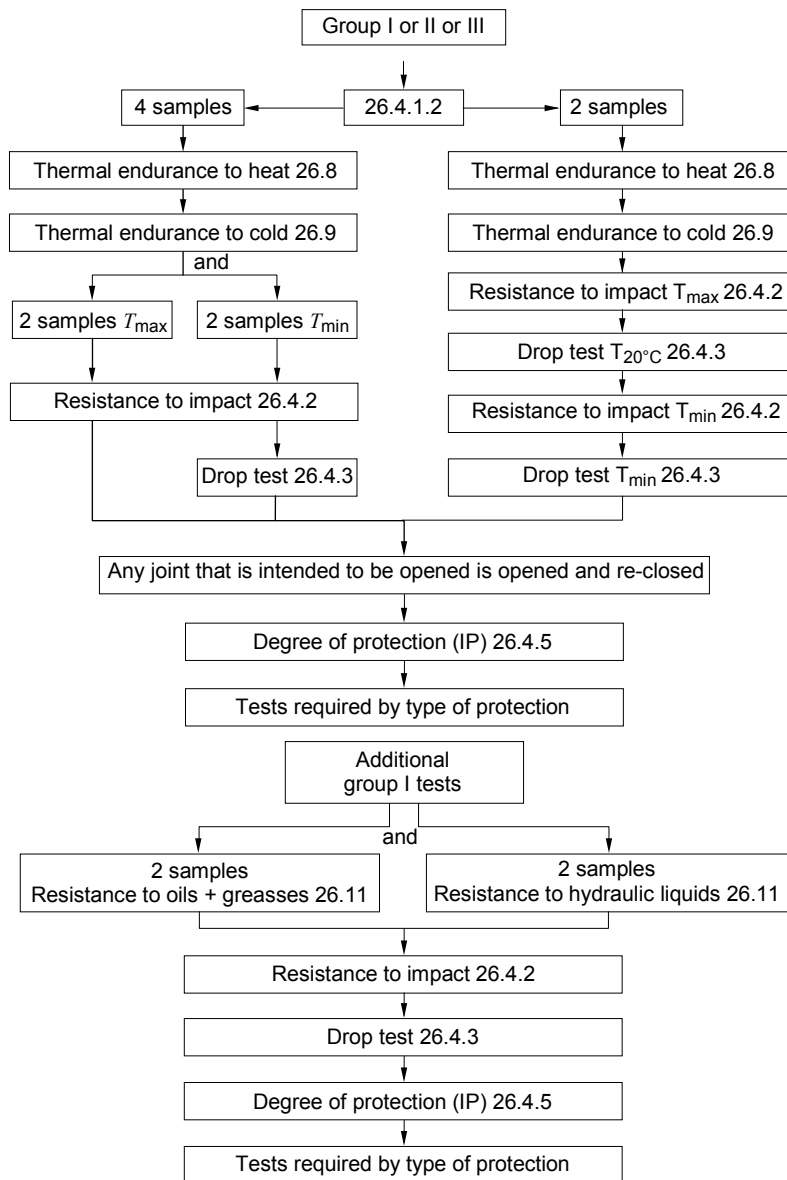 Group I or II or III
4 samples
26.4.1.2
2 samples
Thermal endurance to heat 26.8
Thermal endurance to heat 26.8
Thermal endurance to cold 26.9
Thermal endurance to cold 26.9
and
Resistance to impact Tmax 26.4.2
2 samples Tmax
2 samples Tmin
Drop test T20°C 26.4.3
Resistance to impact 26.4.2
Resistance to impact Tmin 26.4.2
Drop test 26.4.3
Drop test Tmin 26.4.3
Any joint that is intended to be opened is opened and re-closed
Degree of protection (IP) 26.4.5
Tests required by type of protection
Additional
group I tests
and
2 samples
Resistance to oils + greasses 26.11
2 samples
Resistance to hydraulic liquids 26.11
Resistance to impact 26.4.2
Drop test 26.4.3
Degree of protection (IP) 26.4.5
Tests required by type of protection